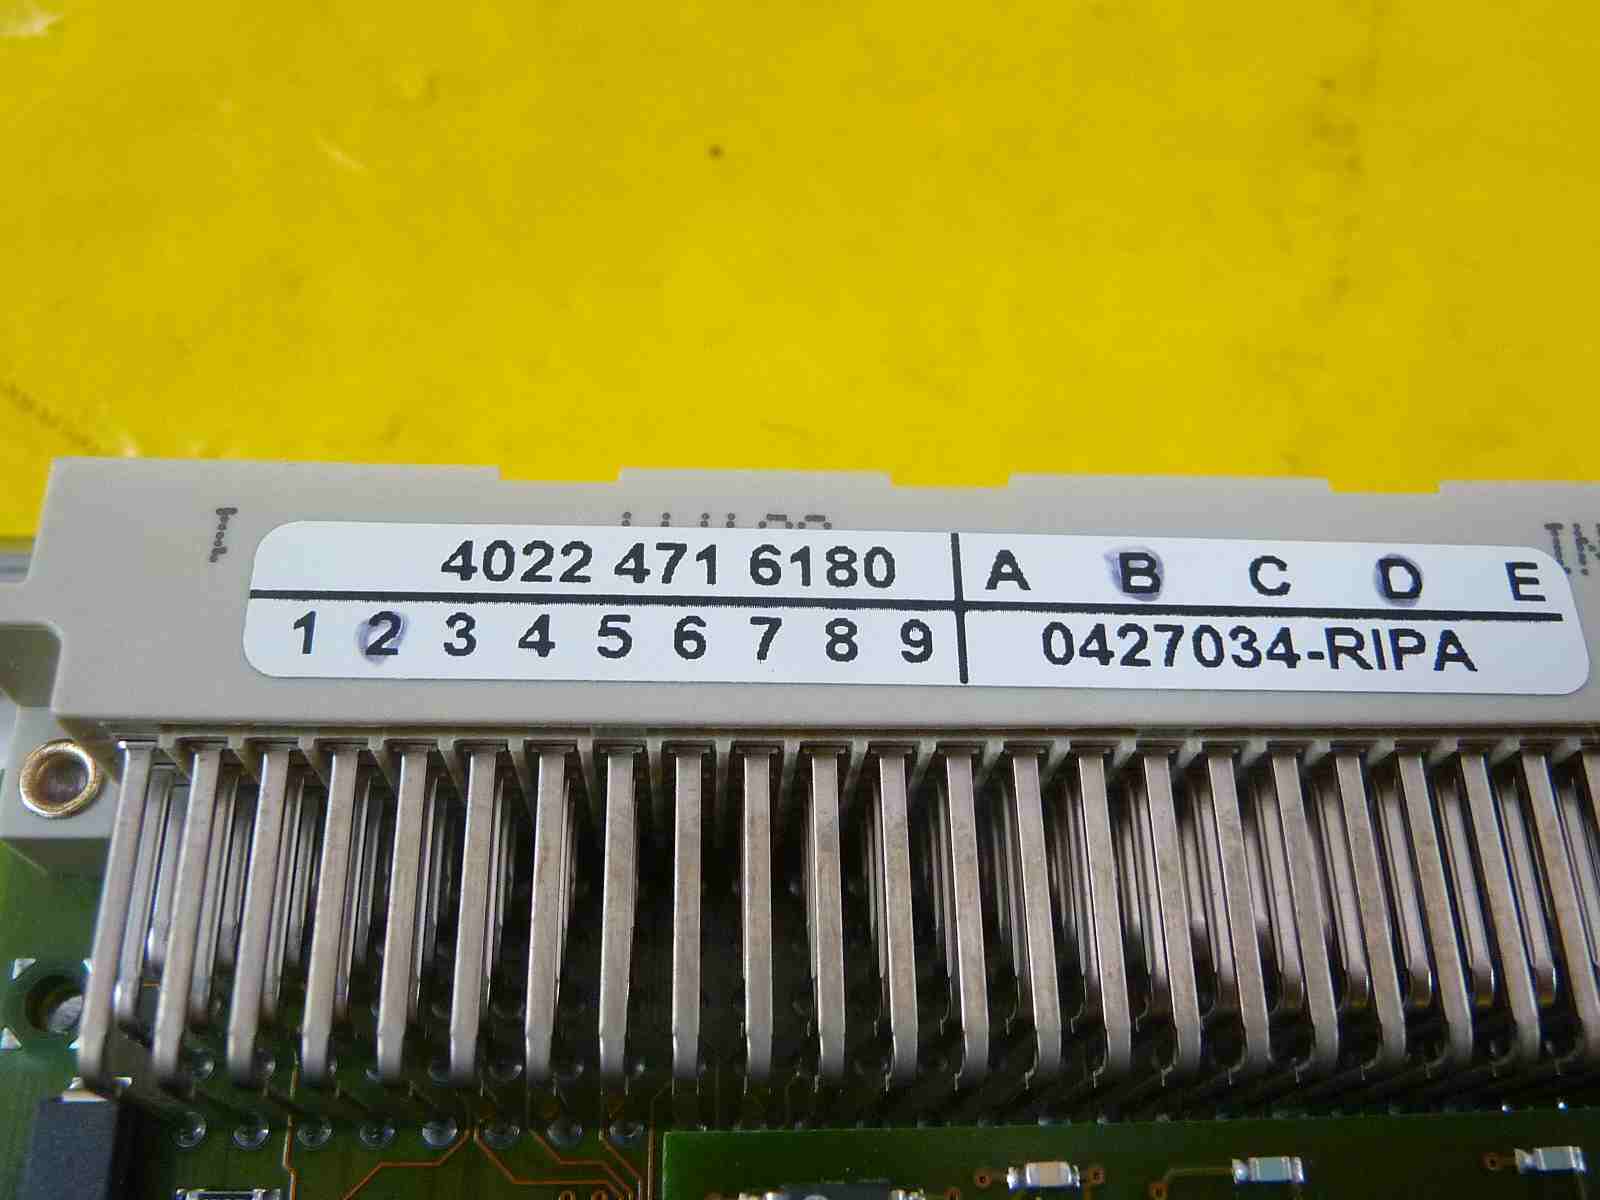 4022 471 6180 A B C D E
1 2 3 4 5 6 7 8 9 0427034-RIPA